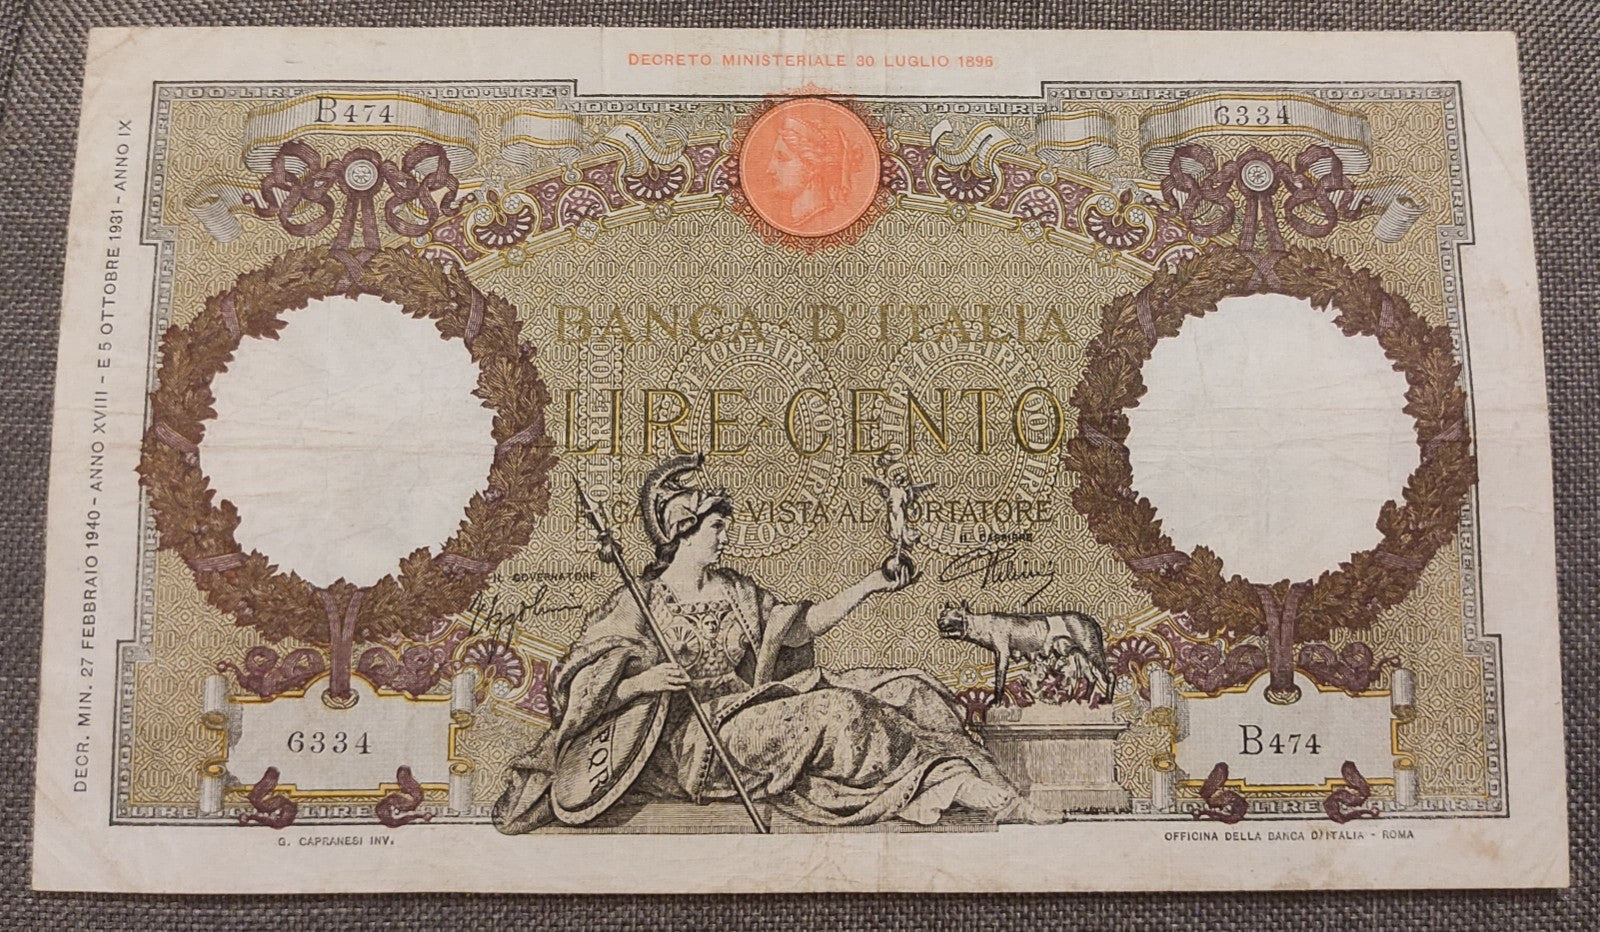 DECRETO MINISTERIALE 30 LUGLIO 1896
B474
6334
DECR. MIN. 27 FEBBRAIO 1940 - ANNO XVIII - E 5 OTTOBRE 1931 - ANNO IX
BANCA D'ITALIA
LIRE CENTO
VISTA AL PORTATORE
IL CASSIERE
IL GOVERNATORE
6334
B474
G. CAPRANESI INV.
OFFICINA DELLA BANCA D'ITALIA - ROMA